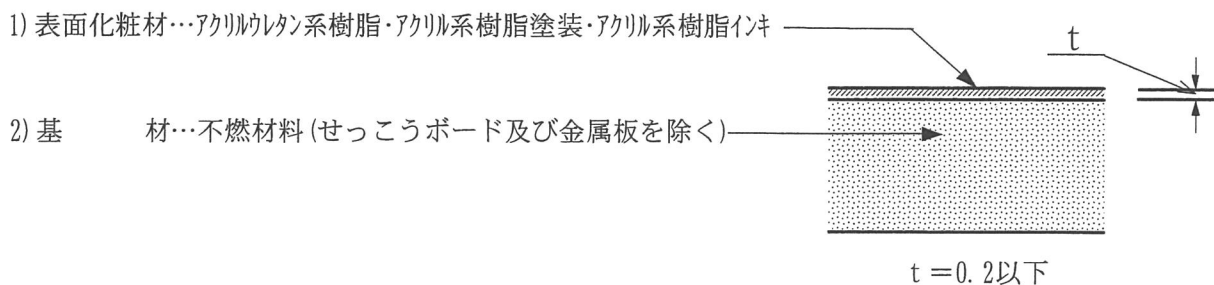 1) 表面化粧材…ｱｸﾘﾙｳﾚﾀﾝ系樹脂・ｱｸﾘﾙ系樹脂塗装・ｱｸﾘﾙ系樹脂ｲﾝｷ
t
2) 基　　　材…不燃材料(せっこうボード及び金属板を除く)
t＝0.2以下